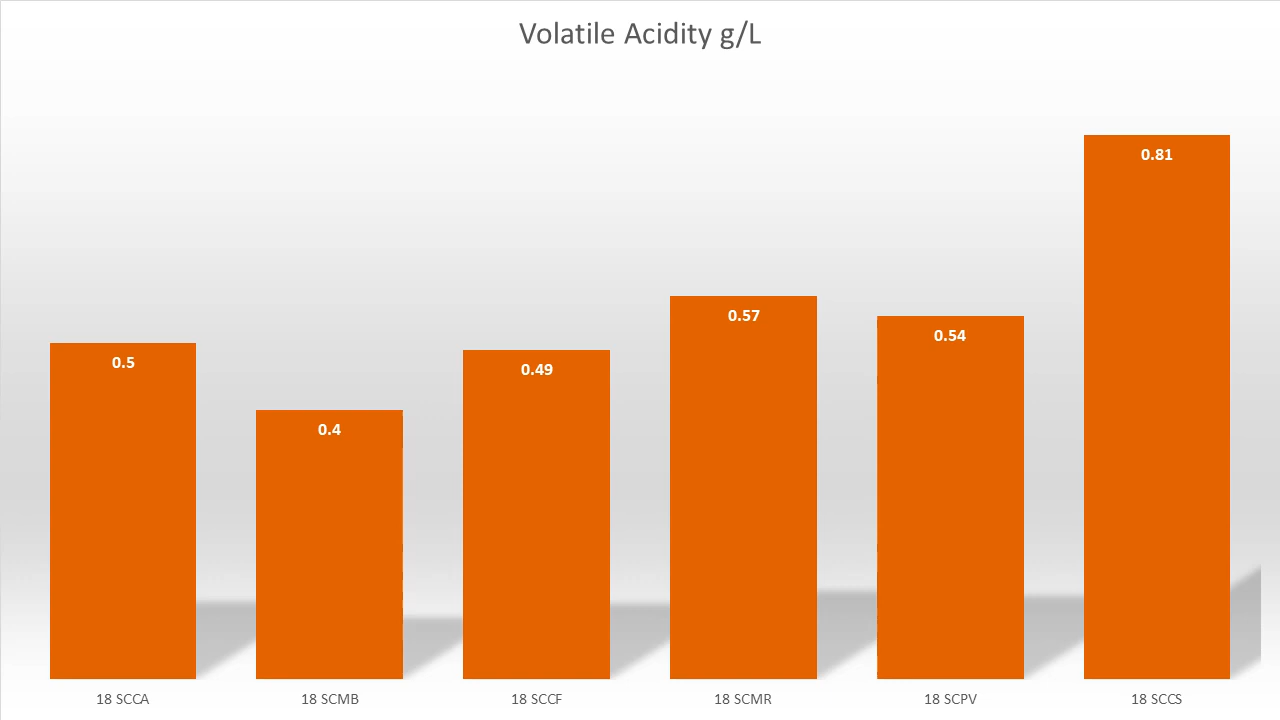 Volatile Acidity g/L
0.81
0.57
0.54
0.5
0.49
0.4
18 SCCA
18 SCMB
18 SCCF
18 SCMR
18 SCPV
18 SCCS